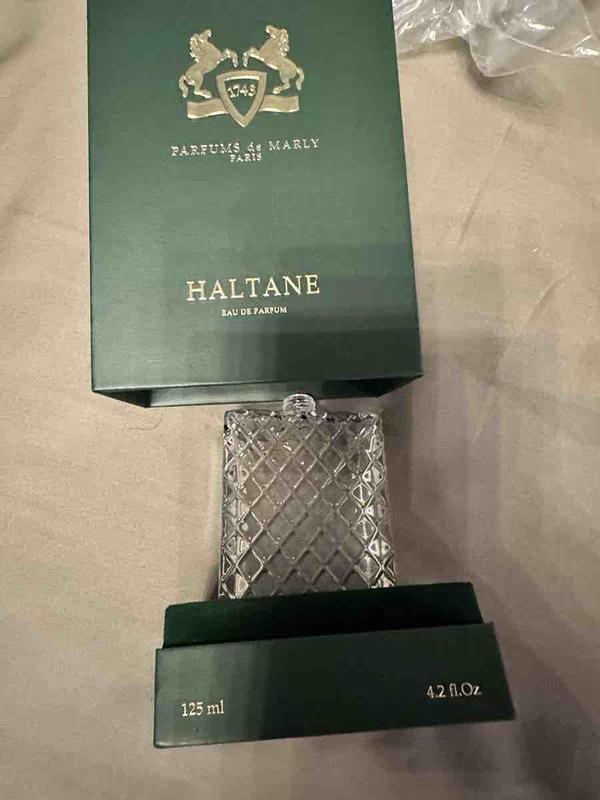 1743
PARFUMS de MARLY
PARIS
HALTANE
EAU DE PARFUM
125 ml
4.2 fl.Oz